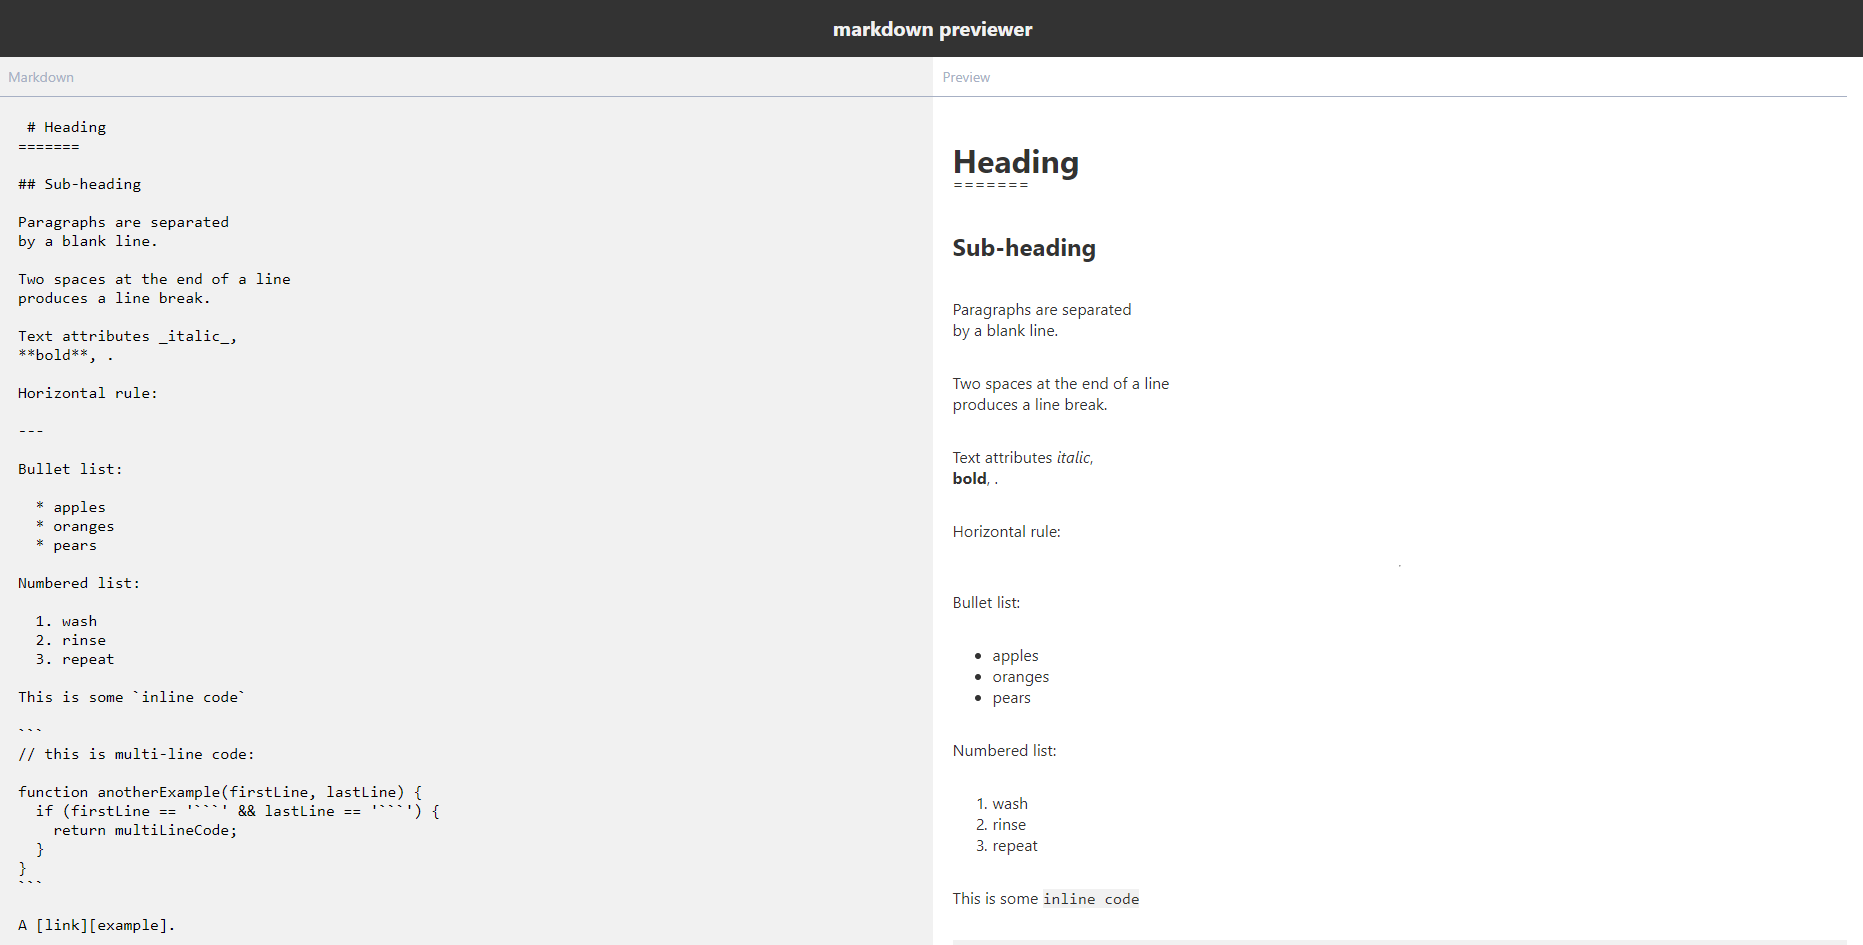 markdown previewer
Markdown
# Heading
=======
## Sub-heading
Paragraphs are separated
by a blank line.
Two spaces at the end of a line
produces a line break.
Text attributes _italic_,
**bold**, .
Horizontal rule:
---
Bullet list:
* apples
* oranges
* pears
Numbered list:
1. wash
2. rinse
3. repeat
This is some `inline code`
```
// this is multi-line code:
function anotherExample(firstLine, lastLine) {
if (firstLine == '```' && lastLine == '```') {
return multiLineCode;
}
}
```
A [link][example].
Preview
Heading
=======
Sub-heading
Paragraphs are separated
by a blank line.
Two spaces at the end of a line
produces a line break.
Text attributes italic,
bold, .
Horizontal rule:
Bullet list:
• apples
• oranges
• pears
Numbered list:
1. wash
2. rinse
3. repeat
This is some inline code